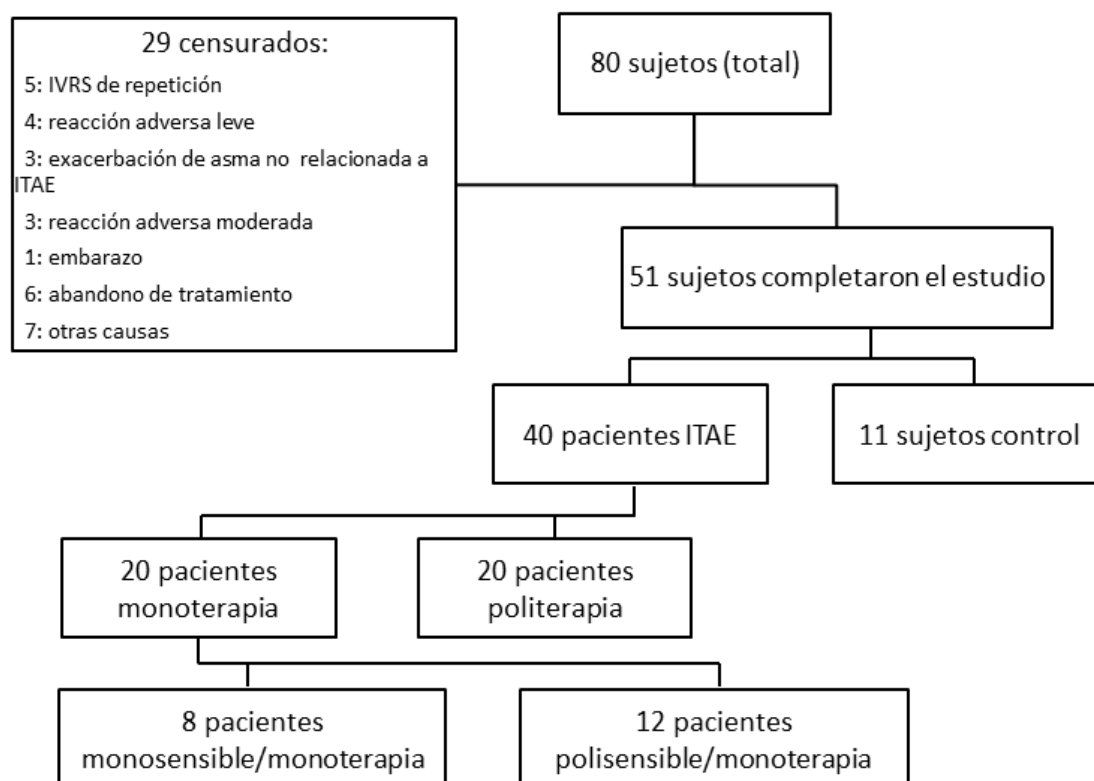 29 censurados:
5: IVRS de repetición
4: reacción adversa leve
3: exacerbación de asma no relacionada a
ITAE
3: reacción adversa moderada
1: embarazo
6: abandono de tratamiento
7: otras causas
80 sujetos (total)
51 sujetos completaron el estudio
40 pacientes ITAE
11 sujetos control
20 pacientes
monoterapia
20 pacientes
politerapia
8 pacientes
monosensible/monoterapia
12 pacientes
polisensible/monoterapia